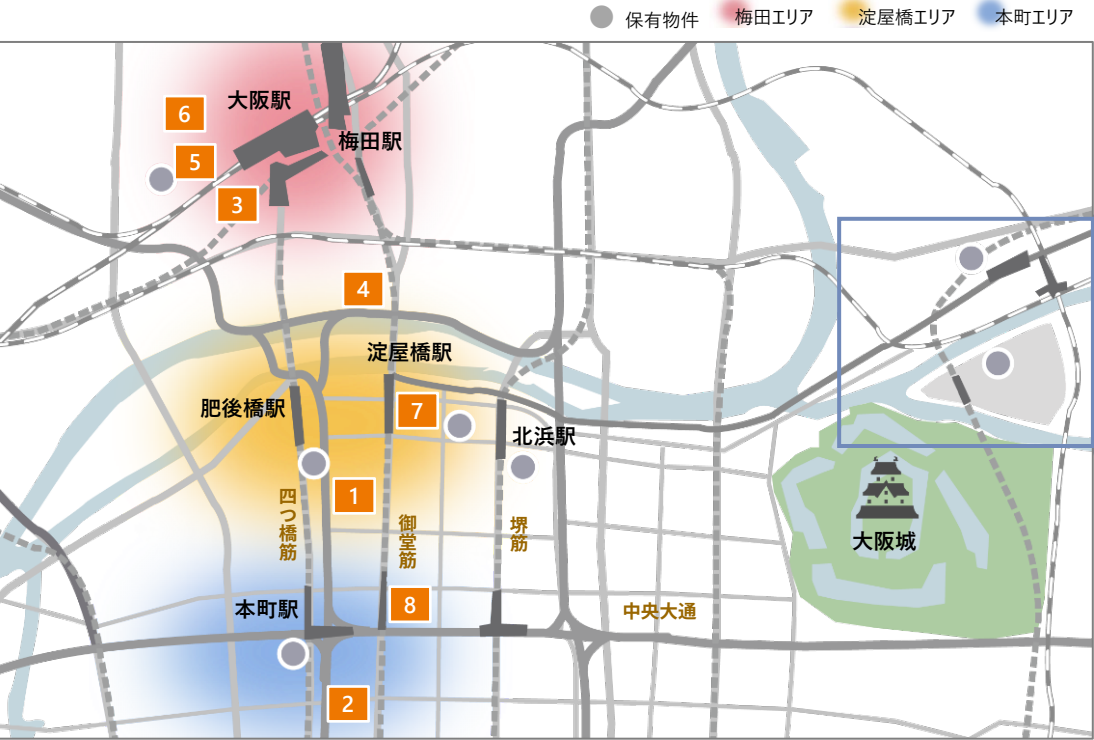 保有物件
梅田エリア
淀屋橋エリア
本町エリア
大阪駅
6
梅田駅
5
3
4
淀屋橋駅
肥後橋駅
7
北浜駅
1
四つ橋筋
御堂筋
堺筋
大阪城
本町駅
8
中央大通
2